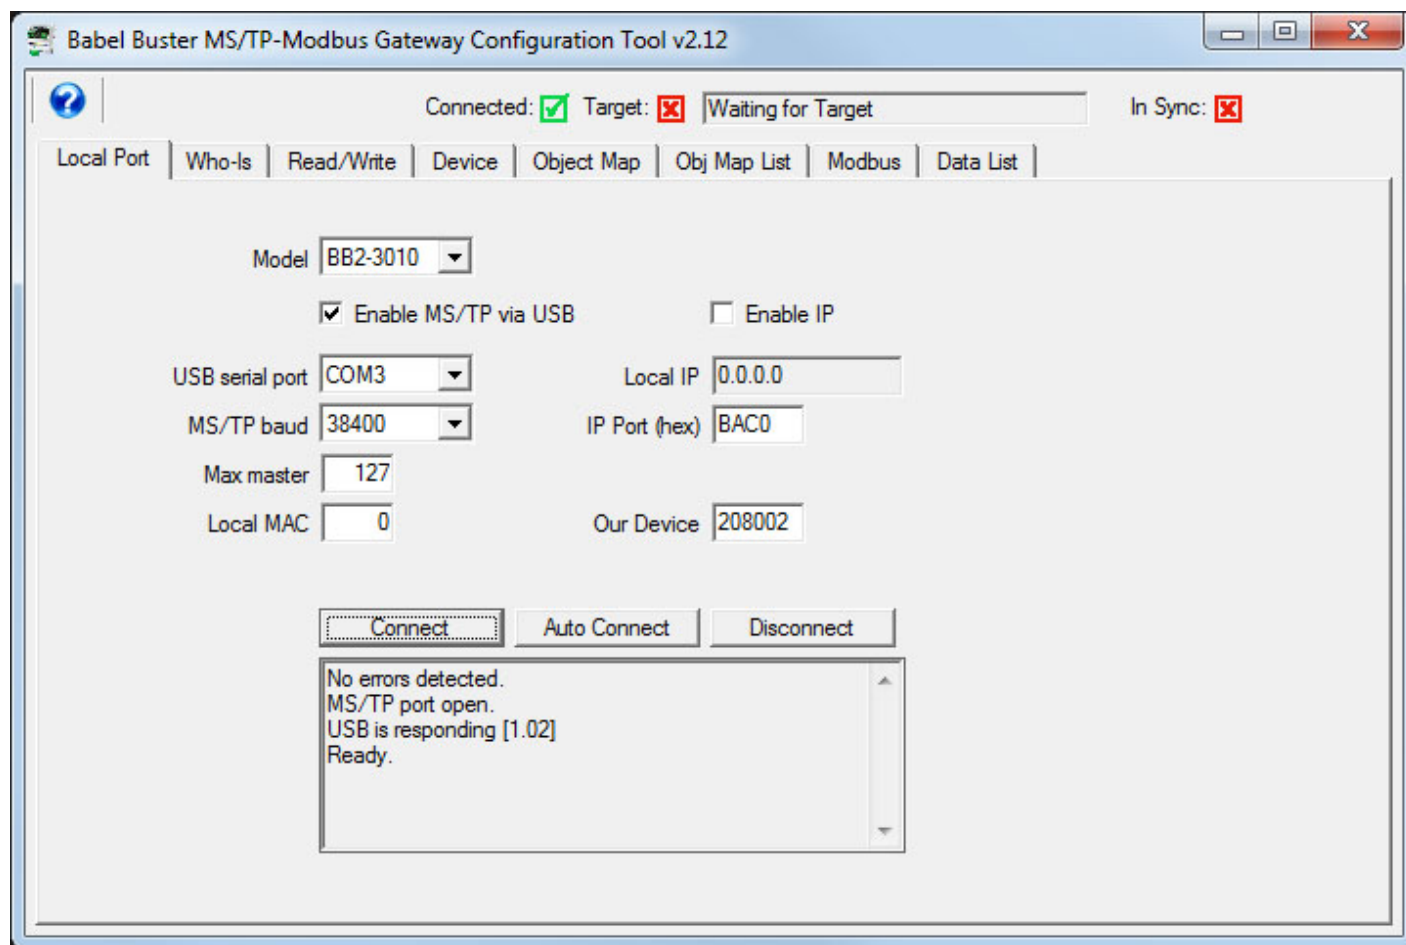 Babel Buster MS/TP-Modbus Gateway Configuration Tool v2.12
Connected: Target: Waiting for Target In Sync:
Local Port Who-Is Read/Write Device Object Map Obj Map List Modbus Data List
Model BB2-3010
Enable MS/TP via USB Enable IP
USB serial port COM3 Local IP 0.0.0.0
MS/TP baud 38400 IP Port (hex) BAC0
Max master 127
Local MAC 0 Our Device 208002
Connect Auto Connect Disconnect
No errors detected.
MS/TP port open.
USB is responding [1.02]
Ready.